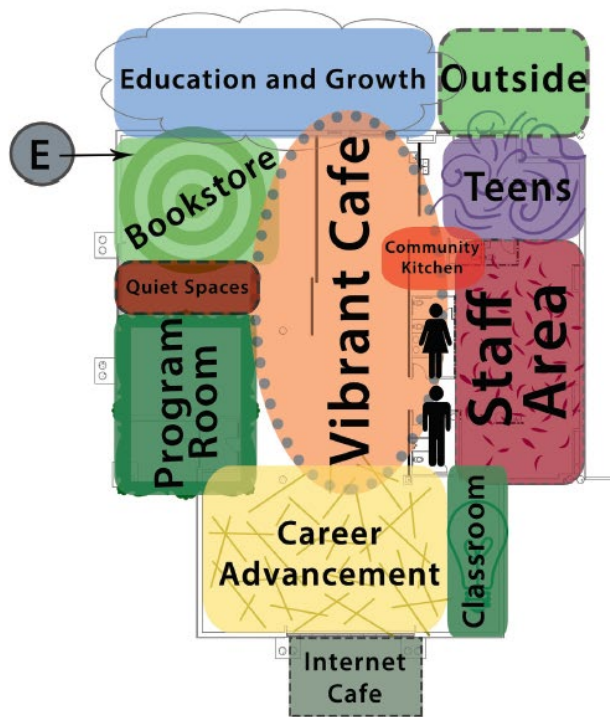 Education and Growth
Outside
E
Bookstore
Vibrant Cafe
Teens
Community
Kitchen
Quiet Spaces
Program
Room
Staff
Area
Career
Advancement
Classroom
Internet
Cafe